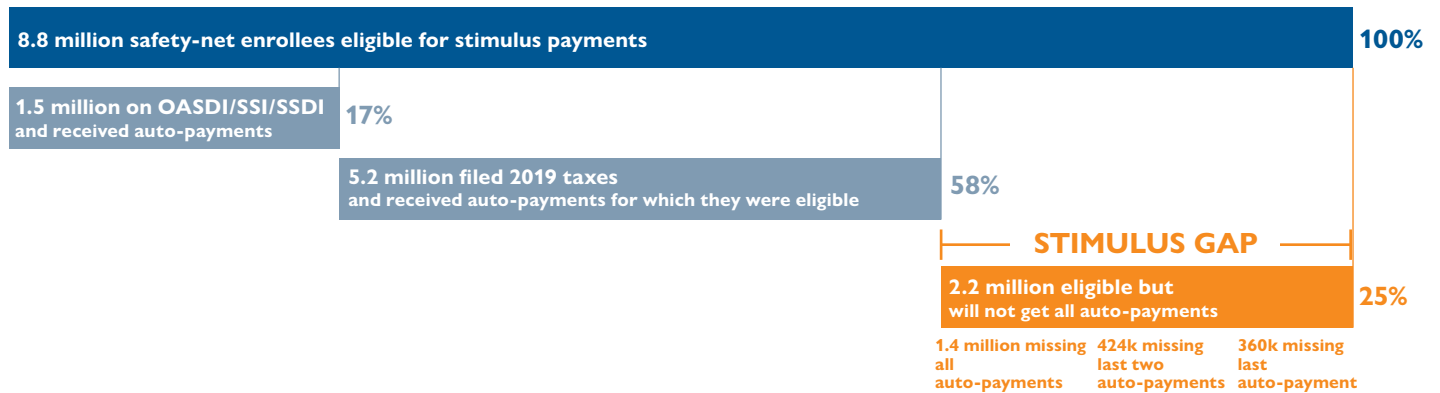 8.8 million safety-net enrollees eligible for stimulus payments
100%
1.5 million on OASDI/SSI/SSDI
and received auto-payments
17%
5.2 million filed 2019 taxes
and received auto-payments for which they were eligible
58%
STIMULUS GAP
2.2 million eligible but
will not get all auto-payments
25%
1.4 million missing
all
auto-payments
424k missing
last two
auto-payments
360k missing
last
auto-payment